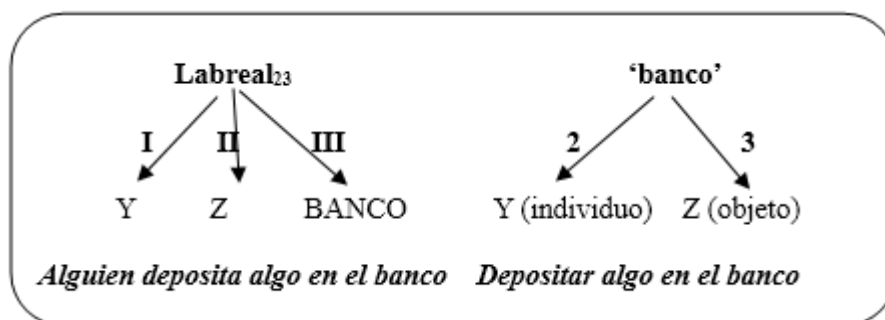 Labreal₂₃ ‘banco’
I II III 2 3
Y Z BANCO Y (individuo) Z (objeto)
Alguien deposita algo en el banco Depositar algo en el banco